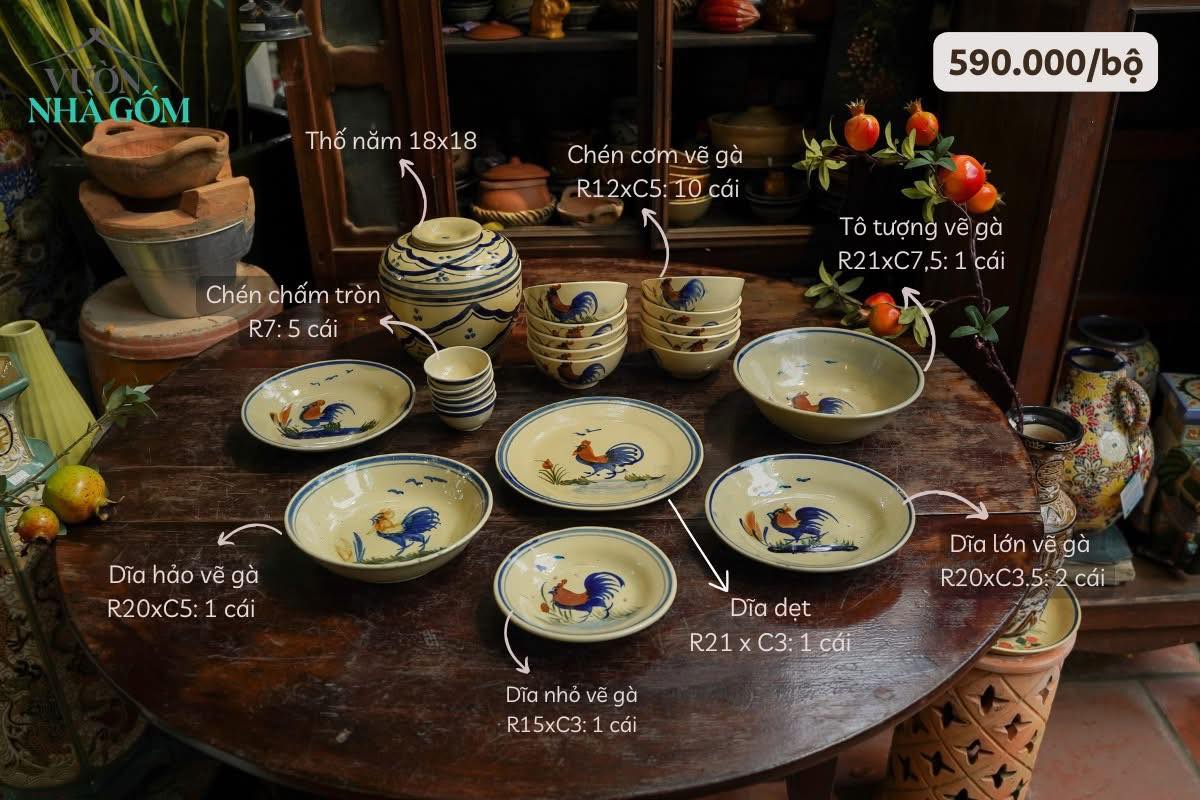 VƯỜN
NHÀ GỐM
590.000/bộ
Thố năm 18x18
Chén cơm vẽ gà
R12xC5: 10 cái
Tô tượng vẽ gà
R21xC7,5: 1 cái
Chén chấm tròn
R7: 5 cái
Dĩa hảo vẽ gà
R20xC5: 1 cái
Dĩa lớn vẽ gà
R20xC3.5: 2 cái
Dĩa dẹt
R21 x C3: 1 cái
Dĩa nhỏ vẽ gà
R15xC3: 1 cái